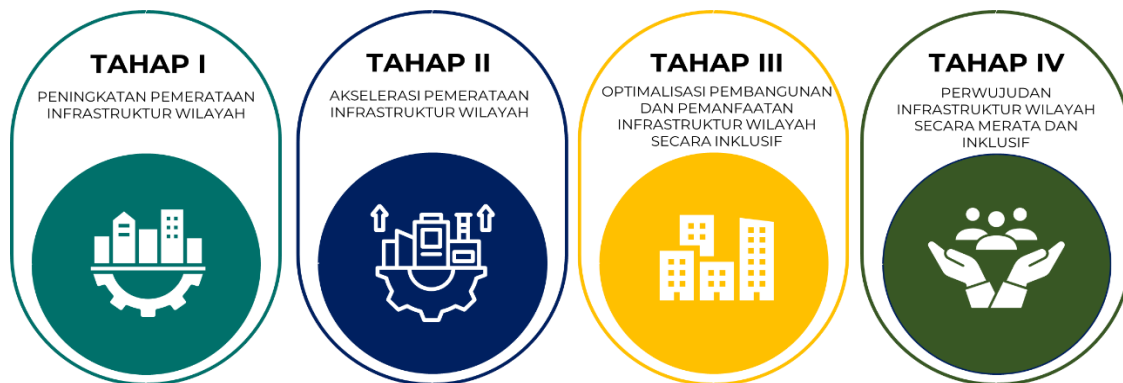 TAHAP I
PENINGKATAN PEMERATAAN
INFRASTRUKTUR WILAYAH
TAHAP II
AKSELERASI PEMERATAAN
INFRASTRUKTUR WILAYAH
TAHAP III
OPTIMALISASI PEMBANGUNAN
DAN PEMANFAATAN
INFRASTRUKTUR WILAYAH
SECARA INKLUSIF
TAHAP IV
PERWUJUDAN
INFRASTRUKTUR WILAYAH
SECARA MERATA DAN
INKLUSIF